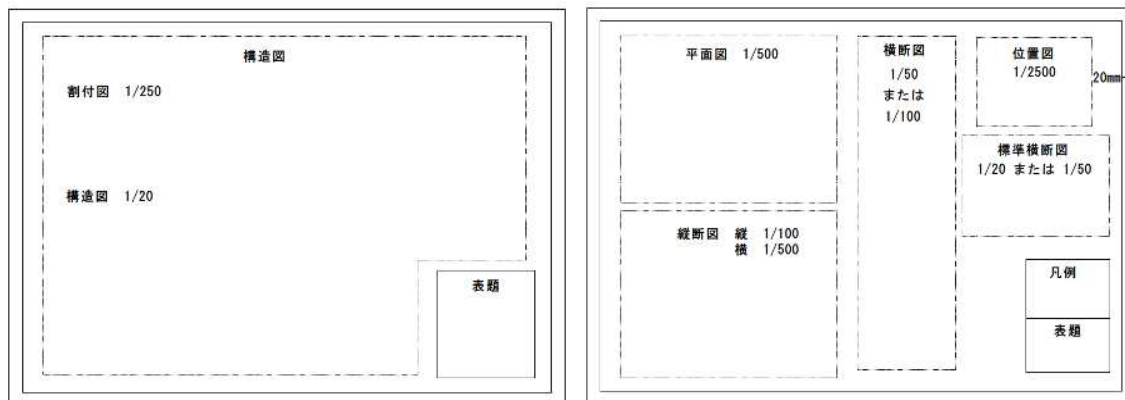 構造図
割付図 1/250
構造図 1/20
表題
平面図 1/500
縦断図 縦 1/100
横 1/500
横断図
1/50
または
1/100
位置図
1/2500
20mm
標準横断図
1/20 または 1/50
凡例
表題